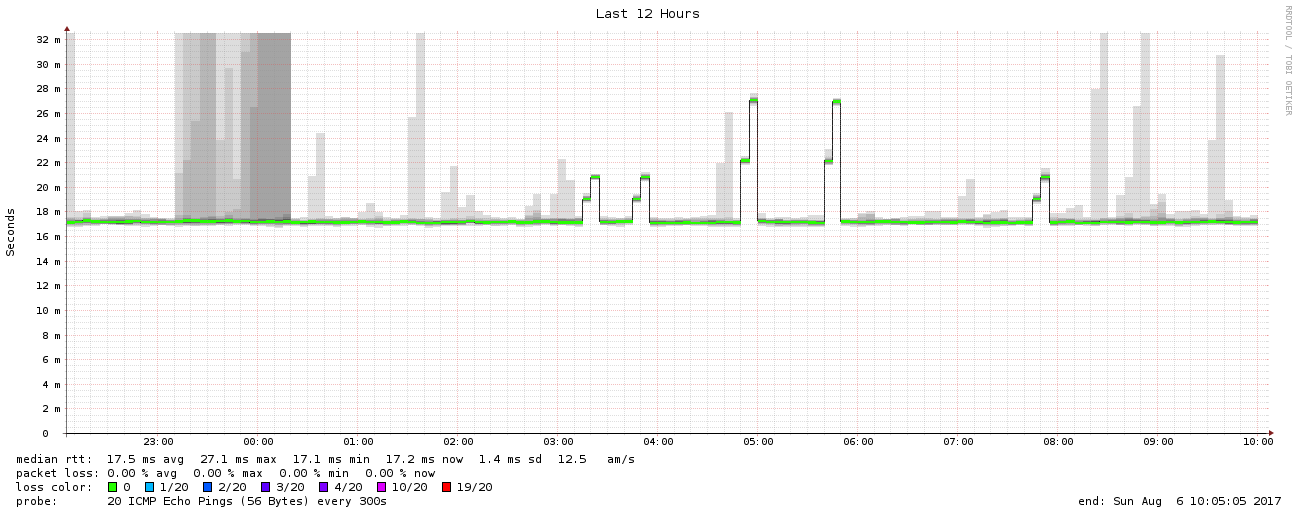 Last 12 Hours
RRDTOOL / TOBI OETIKER
Seconds
32 m
30 m
28 m
26 m
24 m
22 m
20 m
18 m
16 m
14 m
12 m
10 m
8 m
6 m
4 m
2 m
0
23:00 00:00 01:00 02:00 03:00 04:00 05:00 06:00 07:00 08:00 09:00 10:00
median rtt: 17.5 ms avg 27.1 ms max 17.1 ms min 17.2 ms now 1.4 ms sd 12.5 am/s
packet loss: 0.00 % avg 0.00 % max 0.00 % min 0.00 % now
loss color: 0 1/20 2/20 3/20 4/20 10/20 19/20
probe: 20 ICMP Echo Pings (56 Bytes) every 300s end: Sun Aug 6 10:05:05 2017